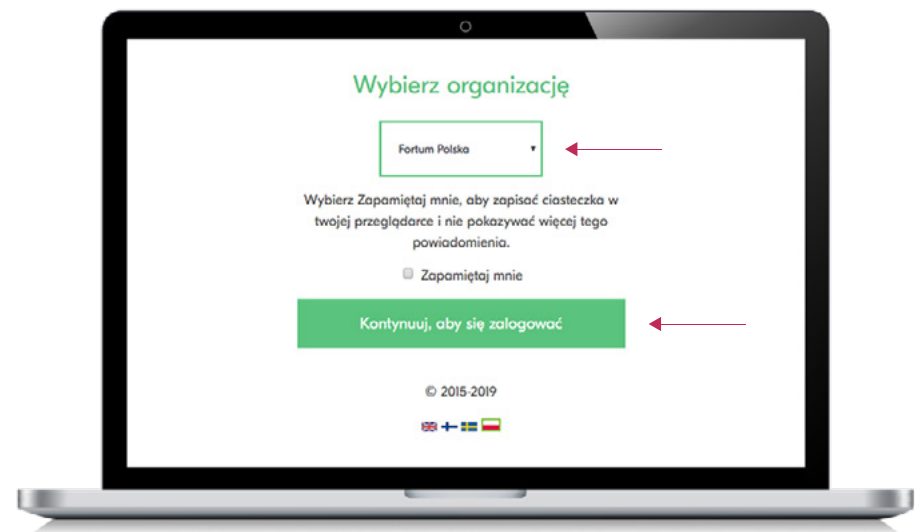 Wybierz organizację
Fortum Polska
Wybierz Zapamiętaj mnie, aby zapisać ciasteczka w
twojej przeglądarce i nie pokazywać więcej tego
powiadomienia.
Zapamiętaj mnie
Kontynuuj, aby się zalogować
© 2015-2019